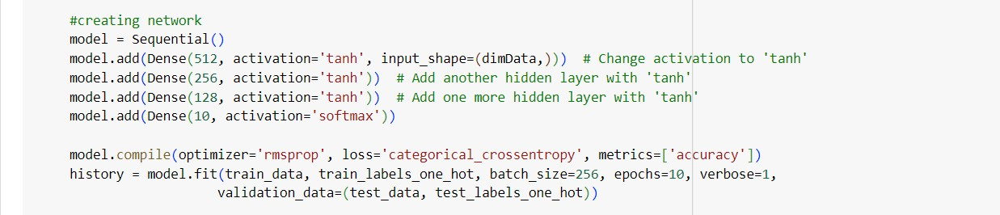 #creating network
model = Sequential()
model.add(Dense(512, activation='tanh', input_shape=(dimData,)))  # Change activation to 'tanh'
model.add(Dense(256, activation='tanh'))  # Add another hidden layer with 'tanh'
model.add(Dense(128, activation='tanh'))  # Add one more hidden layer with 'tanh'
model.add(Dense(10, activation='softmax'))
model.compile(optimizer='rmsprop', loss='categorical_crossentropy', metrics=['accuracy'])
history = model.fit(train_data, train_labels_one_hot, batch_size=256, epochs=10, verbose=1,
validation_data=(test_data, test_labels_one_hot))